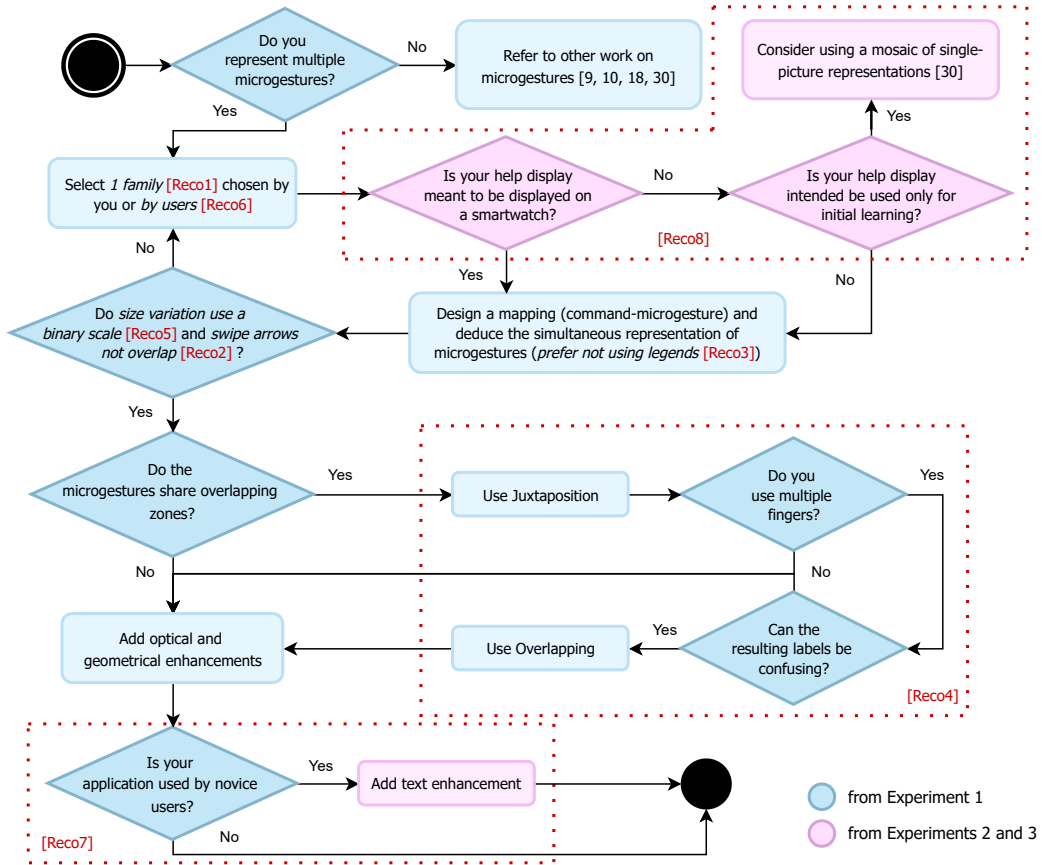 Do you
represent multiple
microgestures?
No
Refer to other work on
microgestures [9, 10, 18, 30]
Consider using a mosaic of single-
picture representations [30]
Yes
Yes
Select 1 family [Reco1] chosen by
you or by users [Reco6]
Is your help display
meant to be displayed on
a smartwatch?
No
Is your help display
intended be used only for
initial learning?
[Reco8]
No
Yes
No
Do size variation use a
binary scale [Reco5] and swipe arrows
not overlap [Reco2] ?
Design a mapping (command-microgesture) and
deduce the simultaneous representation of
microgestures (prefer not using legends [Reco3])
Yes
Do the
microgestures share overlapping
zones?
Yes
Use Juxtaposition
Do you
use multiple
fingers?
Yes
No
No
Add optical and
geometrical enhancements
Use Overlapping
Yes
Can the
resulting labels be
confusing?
[Reco4]
Is your
application used by novice
users?
Yes
Add text enhancement
No
[Reco7]
from Experiment 1
from Experiments 2 and 3